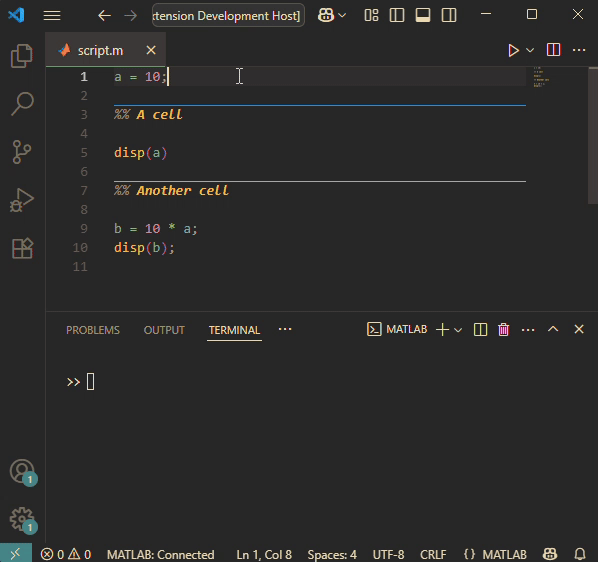 xtension Development Host]
script.m
1 a = 10;
2
3 %% A cell
4
5 disp(a)
6
7 %% Another cell
8
9 b = 10 * a;
10 disp(b);
11
PROBLEMS OUTPUT TERMINAL ··· MATLAB
>>
1
1
0 0 MATLAB: Connected Ln 1, Col 8 Spaces: 4 UTF-8 CRLF {} MATLAB